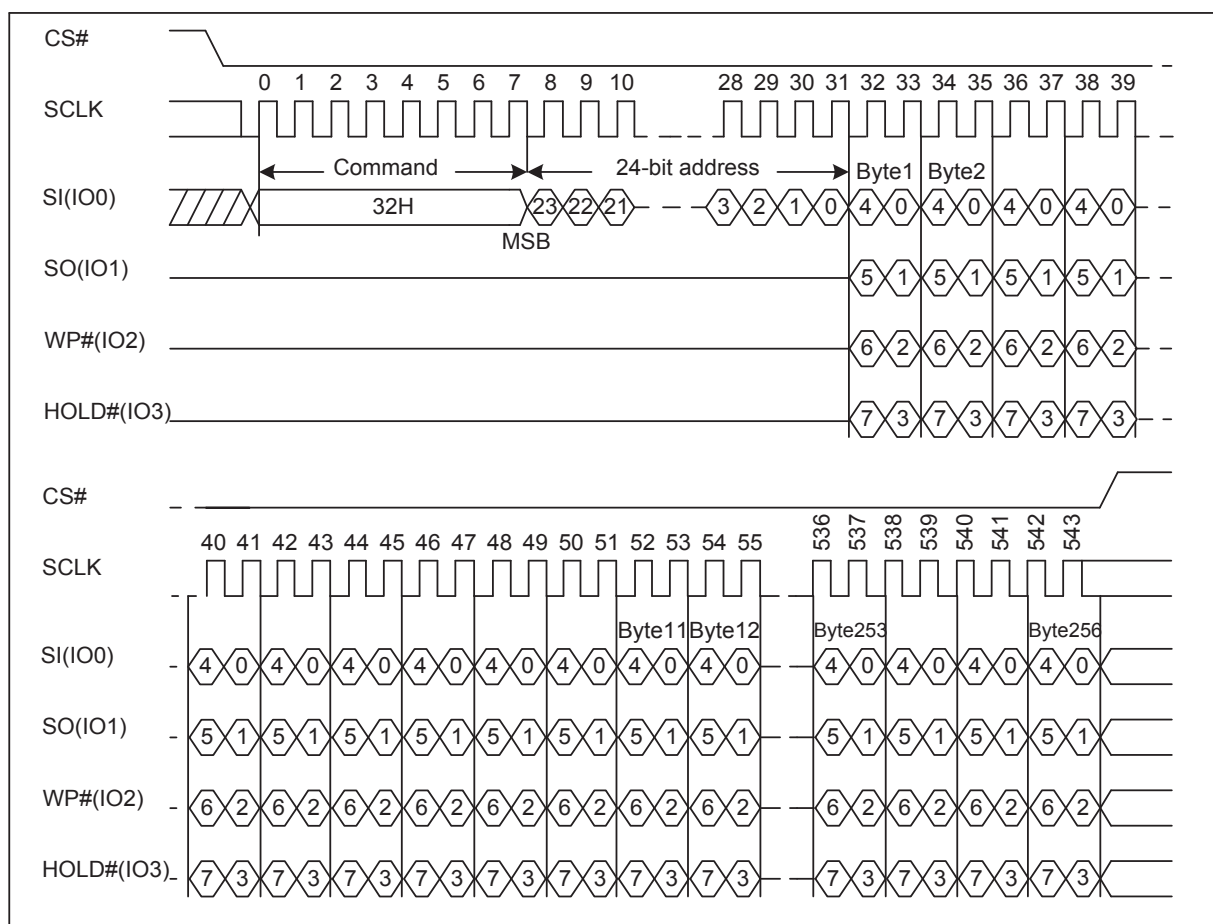 CS#
0 1 2 3 4 5 6 7 8 9 10 28 29 30 31 32 33 34 35 36 37 38 39
SCLK
Command 24-bit address Byte1 Byte2
SI(IO0) 32H 23 22 21 3 2 1 0 4 0 4 0 4 0 4 0
MSB
SO(IO1) 5 1 5 1 5 1 5 1
WP#(IO2) 6 2 6 2 6 2 6 2
HOLD#(IO3) 7 3 7 3 7 3 7 3
CS#
40 41 42 43 44 45 46 47 48 49 50 51 52 53 54 55 536 537 538 539 540 541 542 543
SCLK
Byte11 Byte12 Byte253 Byte256
SI(IO0) 4 0 4 0 4 0 4 0 4 0 4 0 4 0 4 0 4 0 4 0 4 0 4 0
SO(IO1) 5 1 5 1 5 1 5 1 5 1 5 1 5 1 5 1 5 1 5 1 5 1 5 1
WP#(IO2) 6 2 6 2 6 2 6 2 6 2 6 2 6 2 6 2 6 2 6 2 6 2 6 2
HOLD#(IO3) 7 3 7 3 7 3 7 3 7 3 7 3 7 3 7 3 7 3 7 3 7 3 7 3